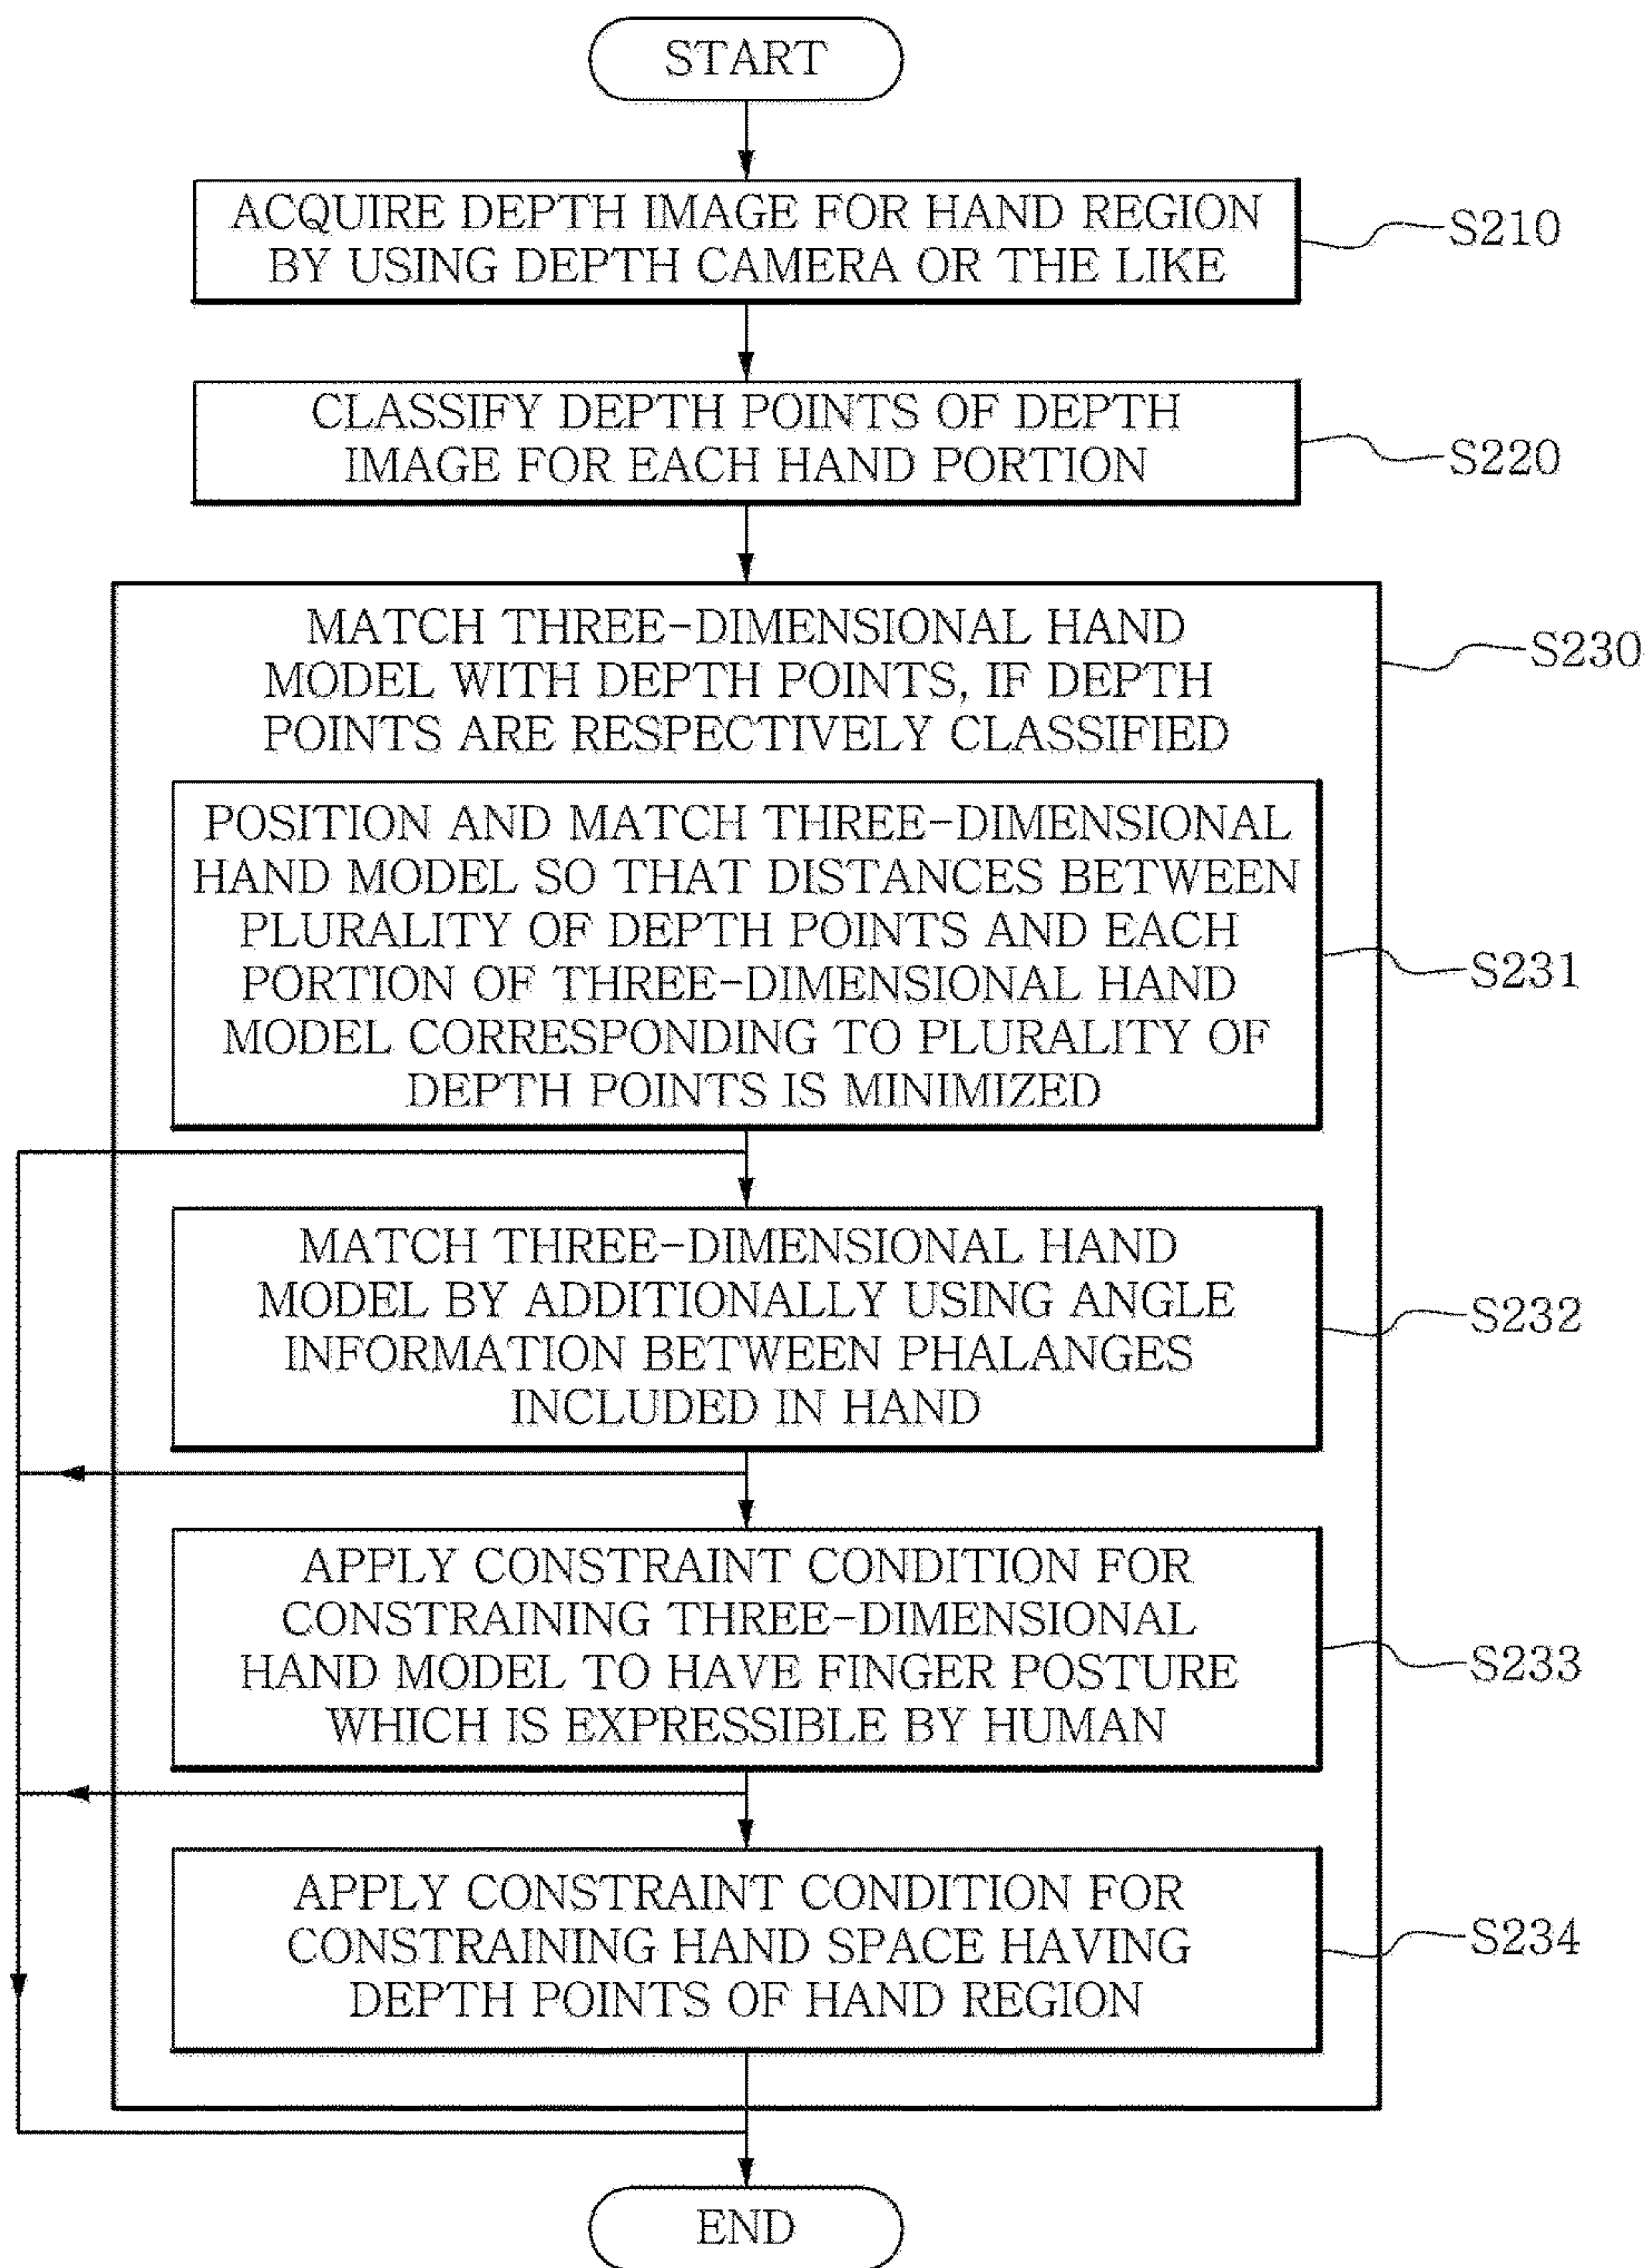 START
ACQUIRE DEPTH IMAGE FOR HAND REGION
BY USING DEPTH CAMERA OR THE LIKE
S210
CLASSIFY DEPTH POINTS OF DEPTH
IMAGE FOR EACH HAND PORTION
S220
MATCH THREE-DIMENSIONAL HAND
MODEL WITH DEPTH POINTS, IF DEPTH
POINTS ARE RESPECTIVELY CLASSIFIED
S230
POSITION AND MATCH THREE-DIMENSIONAL
HAND MODEL SO THAT DISTANCES BETWEEN
PLURALITY OF DEPTH POINTS AND EACH
PORTION OF THREE-DIMENSIONAL HAND
MODEL CORRESPONDING TO PLURALITY OF
DEPTH POINTS IS MINIMIZED
S231
MATCH THREE-DIMENSIONAL HAND
MODEL BY ADDITIONALLY USING ANGLE
INFORMATION BETWEEN PHALANGES
INCLUDED IN HAND
S232
APPLY CONSTRAINT CONDITION FOR
CONSTRAINING THREE-DIMENSIONAL
HAND MODEL TO HAVE FINGER POSTURE
WHICH IS EXPRESSIBLE BY HUMAN
S233
APPLY CONSTRAINT CONDITION FOR
CONSTRAINING HAND SPACE HAVING
DEPTH POINTS OF HAND REGION
S234
END